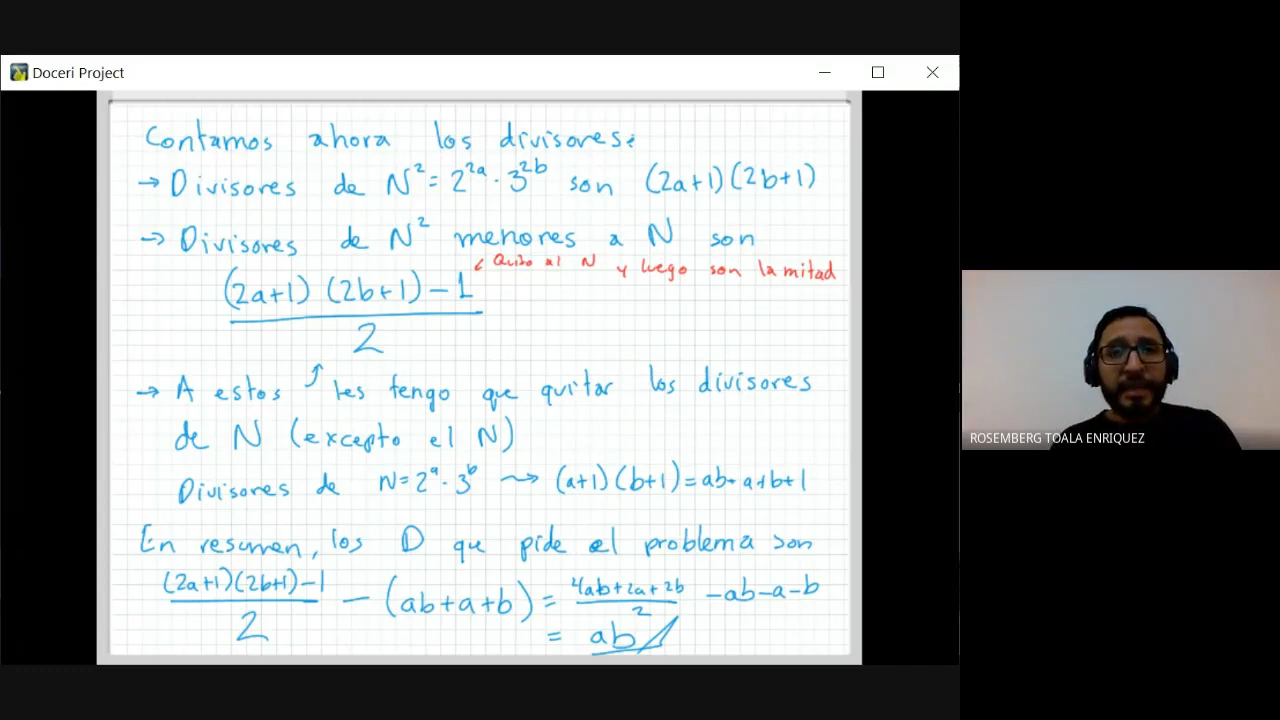 Doceri Project
Contamos ahora los divisores:
→ Divisores de N² = 2^{2a} · 3^{2b} son (2a+1)(2b+1)
→ Divisores de N² menores a N son
Quito al N y luego son la mitad
(2a+1) (2b+1) - 1
2
→ A estos les tengo que quitar los divisores
de N (excepto el N)
Divisores de N = 2^a · 3^b ⇝ (a+1)(b+1) = ab+a+b+1
En resumen, los D que pide el problema son
(2a+1)(2b+1)-1 / 2 - (ab+a+b) = 4ab+2a+2b / 2 - ab - a - b
= ab
ROSEMBERG TOALA ENRIQUEZ